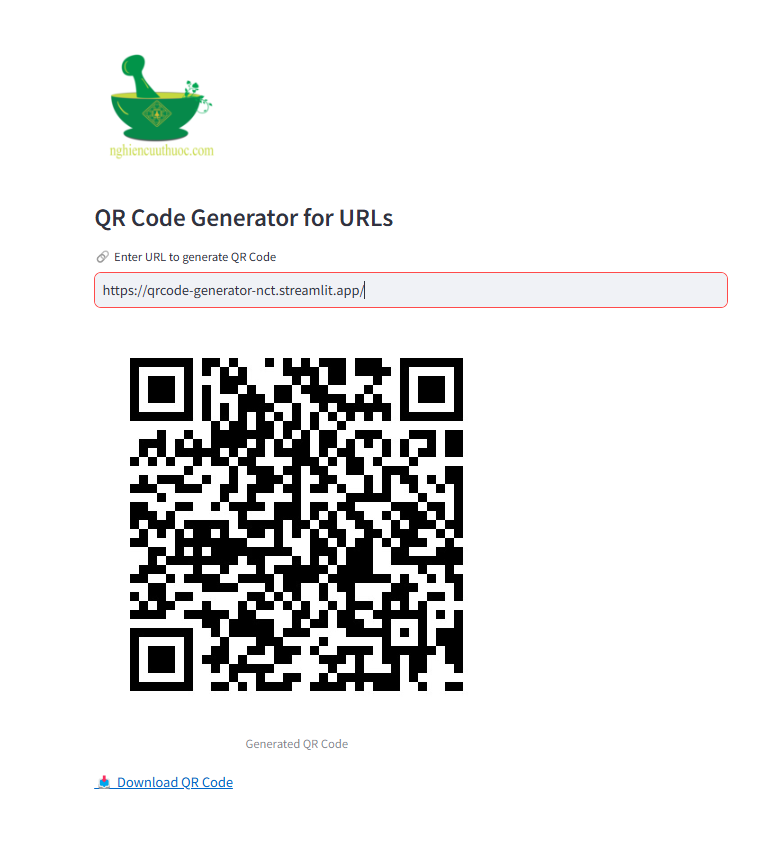 nghiencuuthuoc.com
QR Code Generator for URLs
Enter URL to generate QR Code
https://qrcode-generator-nct.streamlit.app/
Generated QR Code
Download QR Code